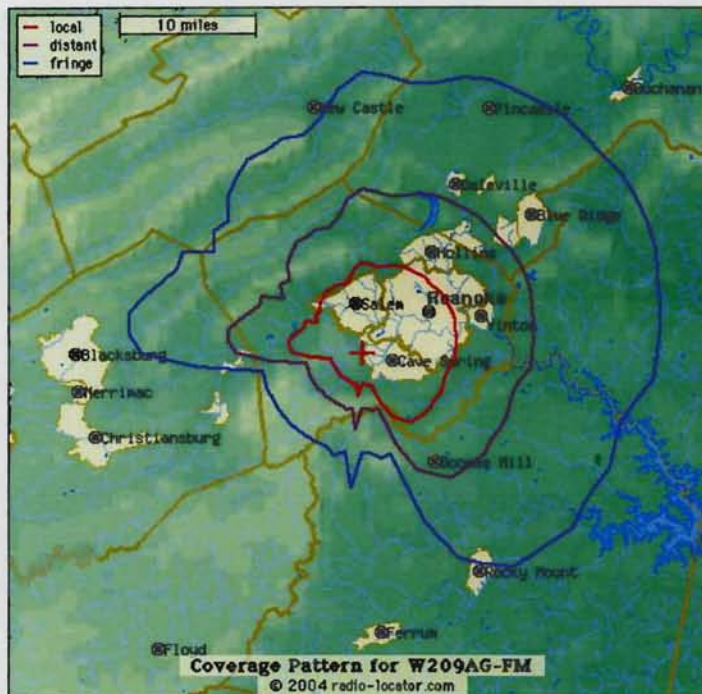 local
distant
fringe
10 miles
New Castle
Fincastle
Buchanan
Daleville
Blue Ridge
Hollins
Salem
Roanoke
Vinton
Cave Spring
Blacksburg
Merrimac
Christiansburg
Boones Mill
Rocky Mount
Ferrum
Floyd
Coverage Pattern for W209AG-FM
© 2004 radio-locator.com